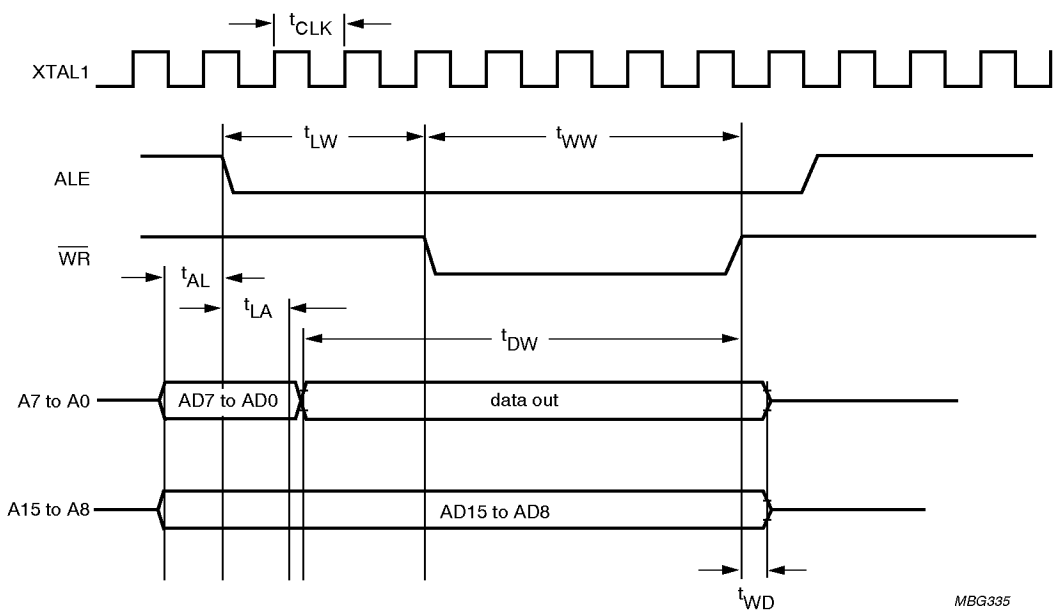 tCLK
XTAL1
tLW
tWW
ALE
WR
tAL
tLA
tDW
A7 to A0
AD7 to AD0
data out
A15 to A8
AD15 to AD8
tWD
MBG335